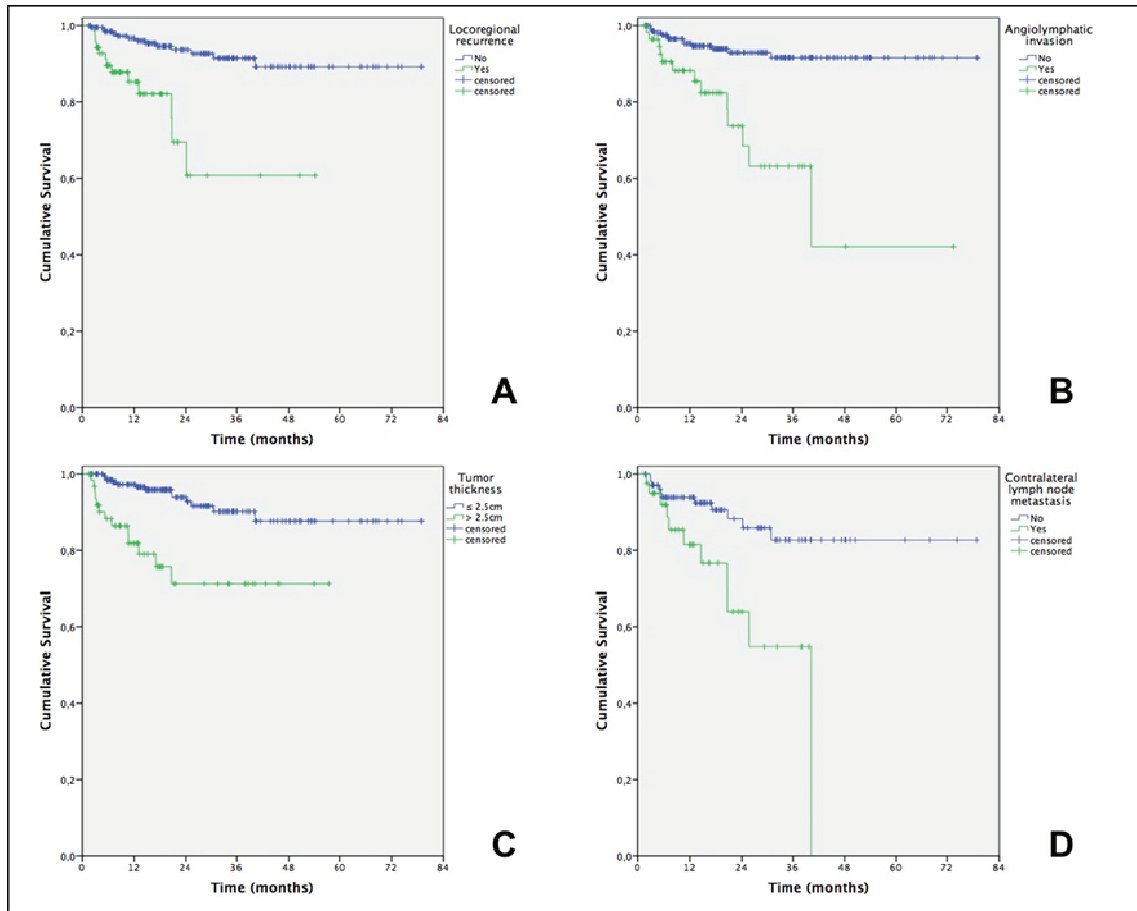 Locoregional
recurrence
No
Yes
censored
censored
Cumulative Survival
1,0
0,8
0,6
0,4
0,2
0,0
0 12 24 36 48 60 72 84
Time (months)
A
Angiolymphatic
invasion
No
Yes
censored
censored
Cumulative Survival
1,0
0,8
0,6
0,4
0,2
0,0
0 12 24 36 48 60 72 84
Time (months)
B
Tumor
thickness
≤ 2.5cm
> 2.5cm
censored
censored
Cumulative Survival
1,0
0,8
0,6
0,4
0,2
0,0
0 12 24 36 48 60 72 84
Time (months)
C
Contralateral
lymph node
metastasis
No
Yes
censored
censored
Cumulative Survival
1,0
0,8
0,6
0,4
0,2
0,0
0 12 24 36 48 60 72 84
Time (months)
D